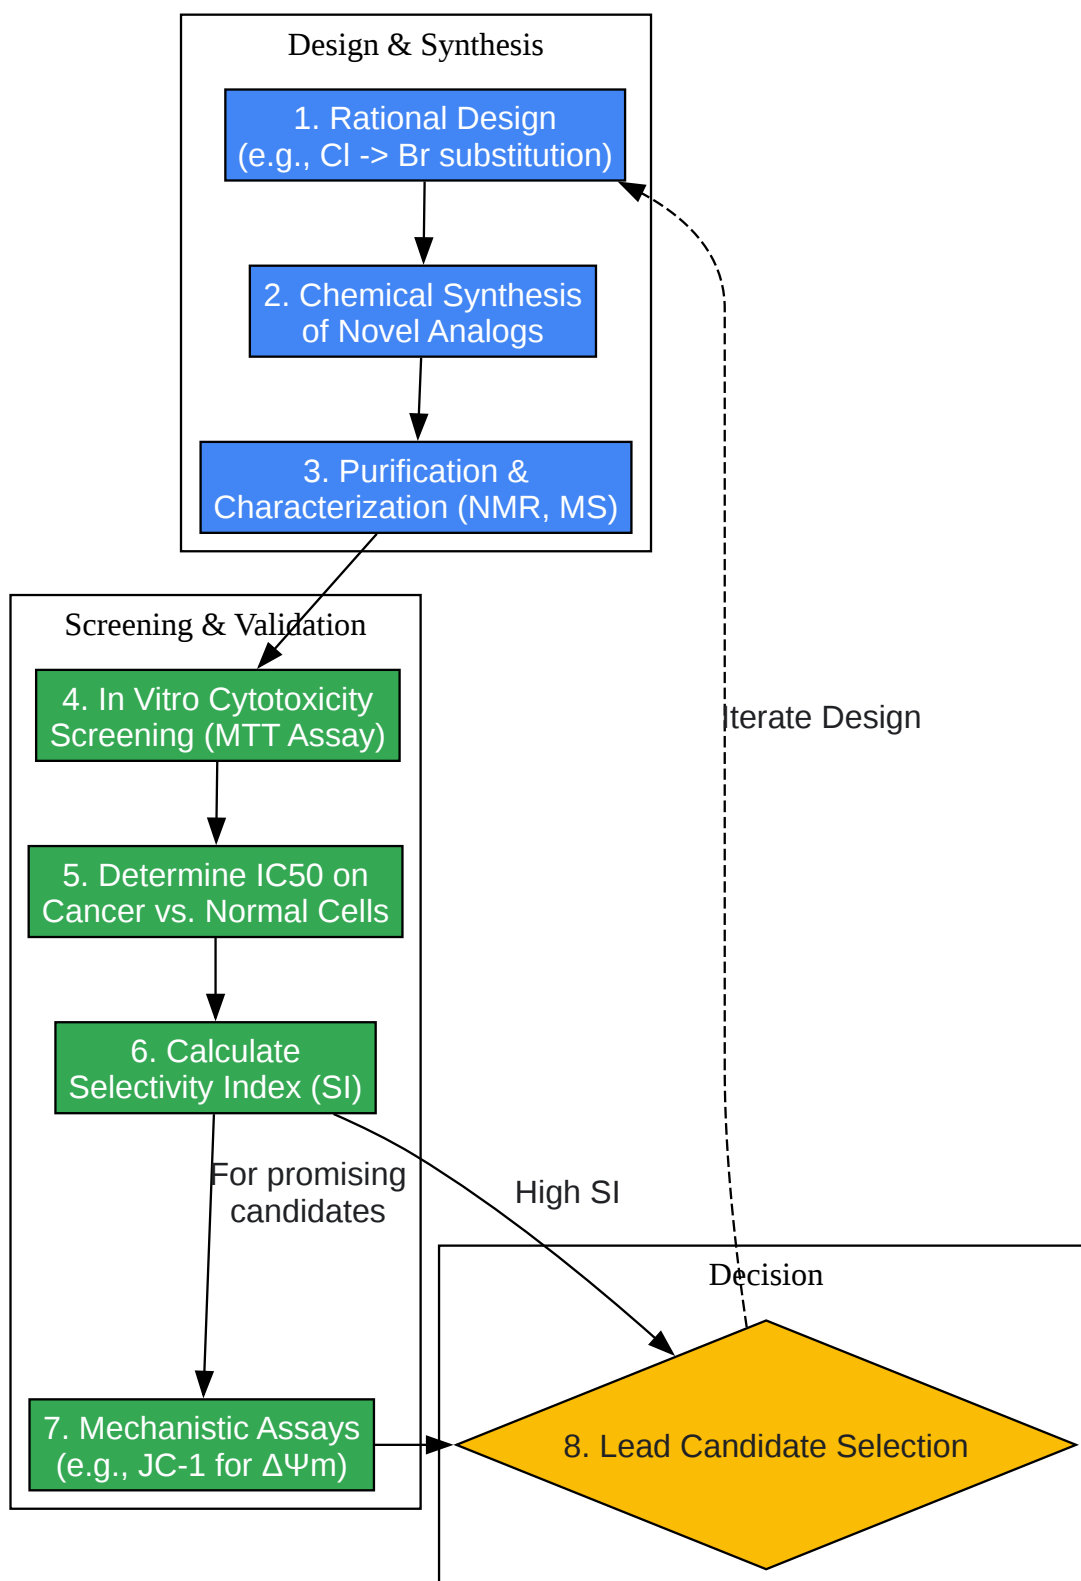 Design & Synthesis
1. Rational Design
(e.g., Cl -> Br substitution)
2. Chemical Synthesis
of Novel Analogs
3. Purification &
Characterization (NMR, MS)
Screening & Validation
4. In Vitro Cytotoxicity
Screening (MTT Assay)
Iterate Design
5. Determine IC50 on
Cancer vs. Normal Cells
6. Calculate
Selectivity Index (SI)
For promising
candidates
High SI
Decision
7. Mechanistic Assays
(e.g., JC-1 for ΔΨm)
8. Lead Candidate Selection